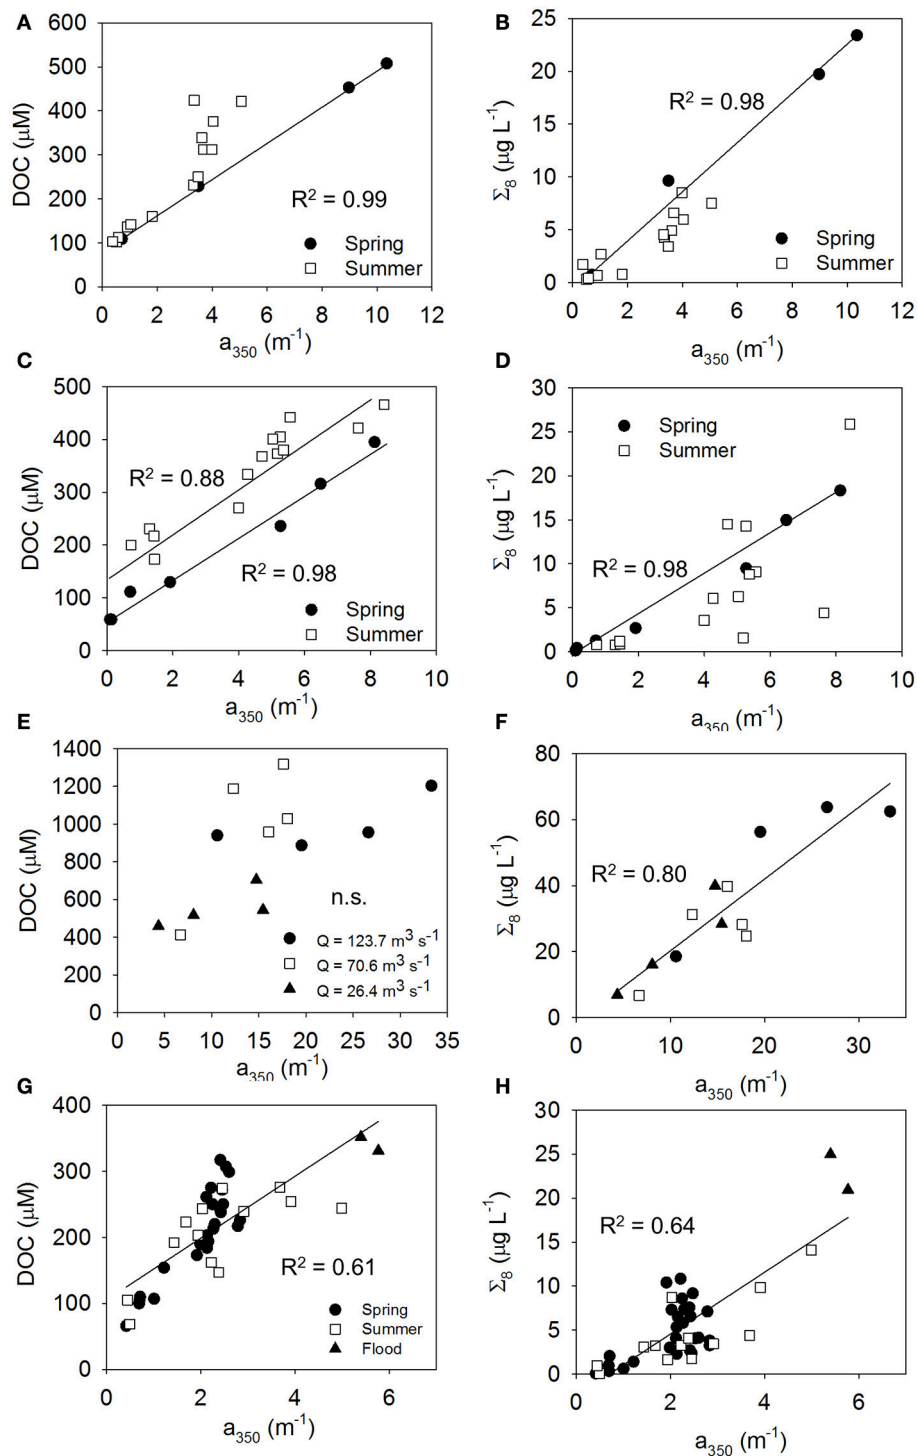 A
DOC (μM)
600
500
400
300
200
100
0
R² = 0.99
Spring
Summer
0 2 4 6 8 10 12
a₃₅₀ (m⁻¹)
B
Σ₈ (μg L⁻¹)
25
20
15
10
5
0
R² = 0.98
Spring
Summer
0 2 4 6 8 10 12
a₃₅₀ (m⁻¹)
C
DOC (μM)
500
400
300
200
100
0
R² = 0.88
R² = 0.98
Spring
Summer
0 2 4 6 8 10
a₃₅₀ (m⁻¹)
D
Σ₈ (μg L⁻¹)
30
25
20
15
10
5
0
Spring
Summer
R² = 0.98
0 2 4 6 8 10
a₃₅₀ (m⁻¹)
E
DOC (μM)
1400
1200
1000
800
600
400
200
0
n.s.
Q = 123.7 m³ s⁻¹
Q = 70.6 m³ s⁻¹
Q = 26.4 m³ s⁻¹
0 5 10 15 20 25 30 35
a₃₅₀ (m⁻¹)
F
Σ₈ (μg L⁻¹)
80
60
40
20
0
R² = 0.80
0 10 20 30
a₃₅₀ (m⁻¹)
G
DOC (μM)
400
300
200
100
0
R² = 0.61
Spring
Summer
Flood
0 2 4 6
a₃₅₀ (m⁻¹)
H
Σ₈ (μg L⁻¹)
30
25
20
15
10
5
0
R² = 0.64
0 2 4 6
a₃₅₀ (m⁻¹)